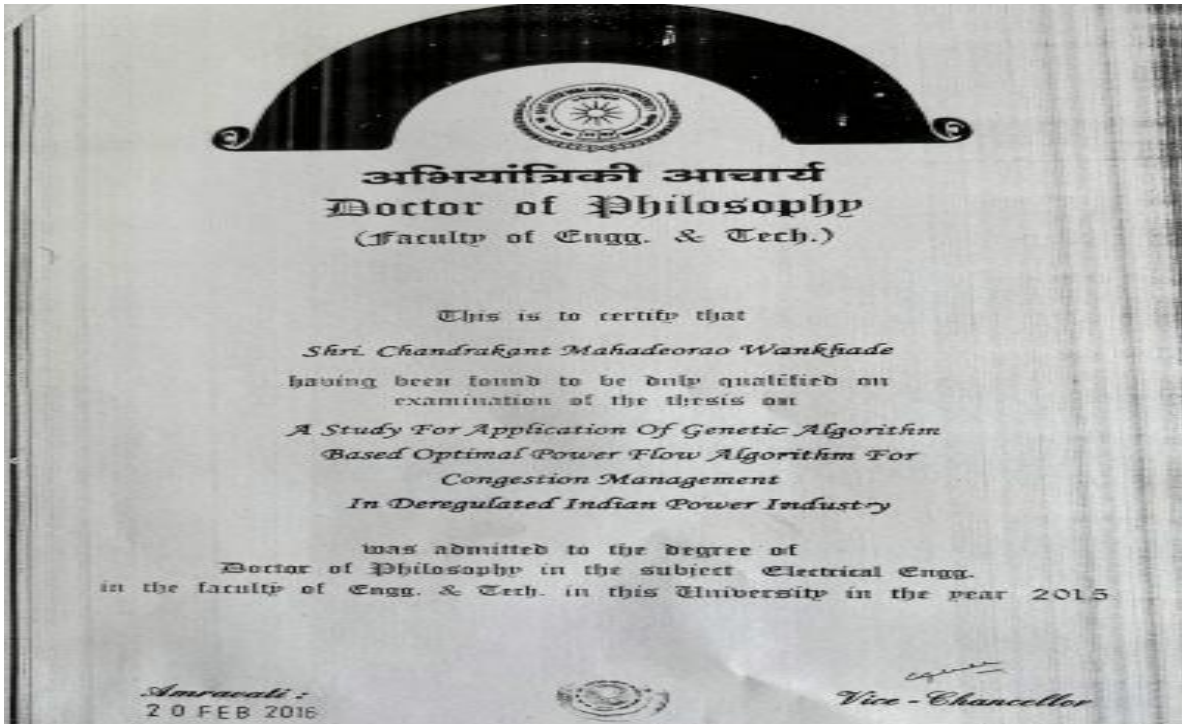 अभियांत्रिकी आचार्य
Doctor of Philosophy
(Faculty of Engg. & Tech.)
This is to certify that
Shri. Chandrakant Mahadeorao Wankhade
having been found to be duly qualified on
examination of the thesis on
A Study For Application Of Genetic Algorithm
Based Optimal Power Flow Algorithm For
Congestion Management
In Deregulated Indian Power Industry
was admitted to the degree of
Doctor of Philosophy in the subject Electrical Engg.
in the faculty of Engg. & Tech. in this University in the year 2015
Amravati :
20 FEB 2016
Vice-Chancellor